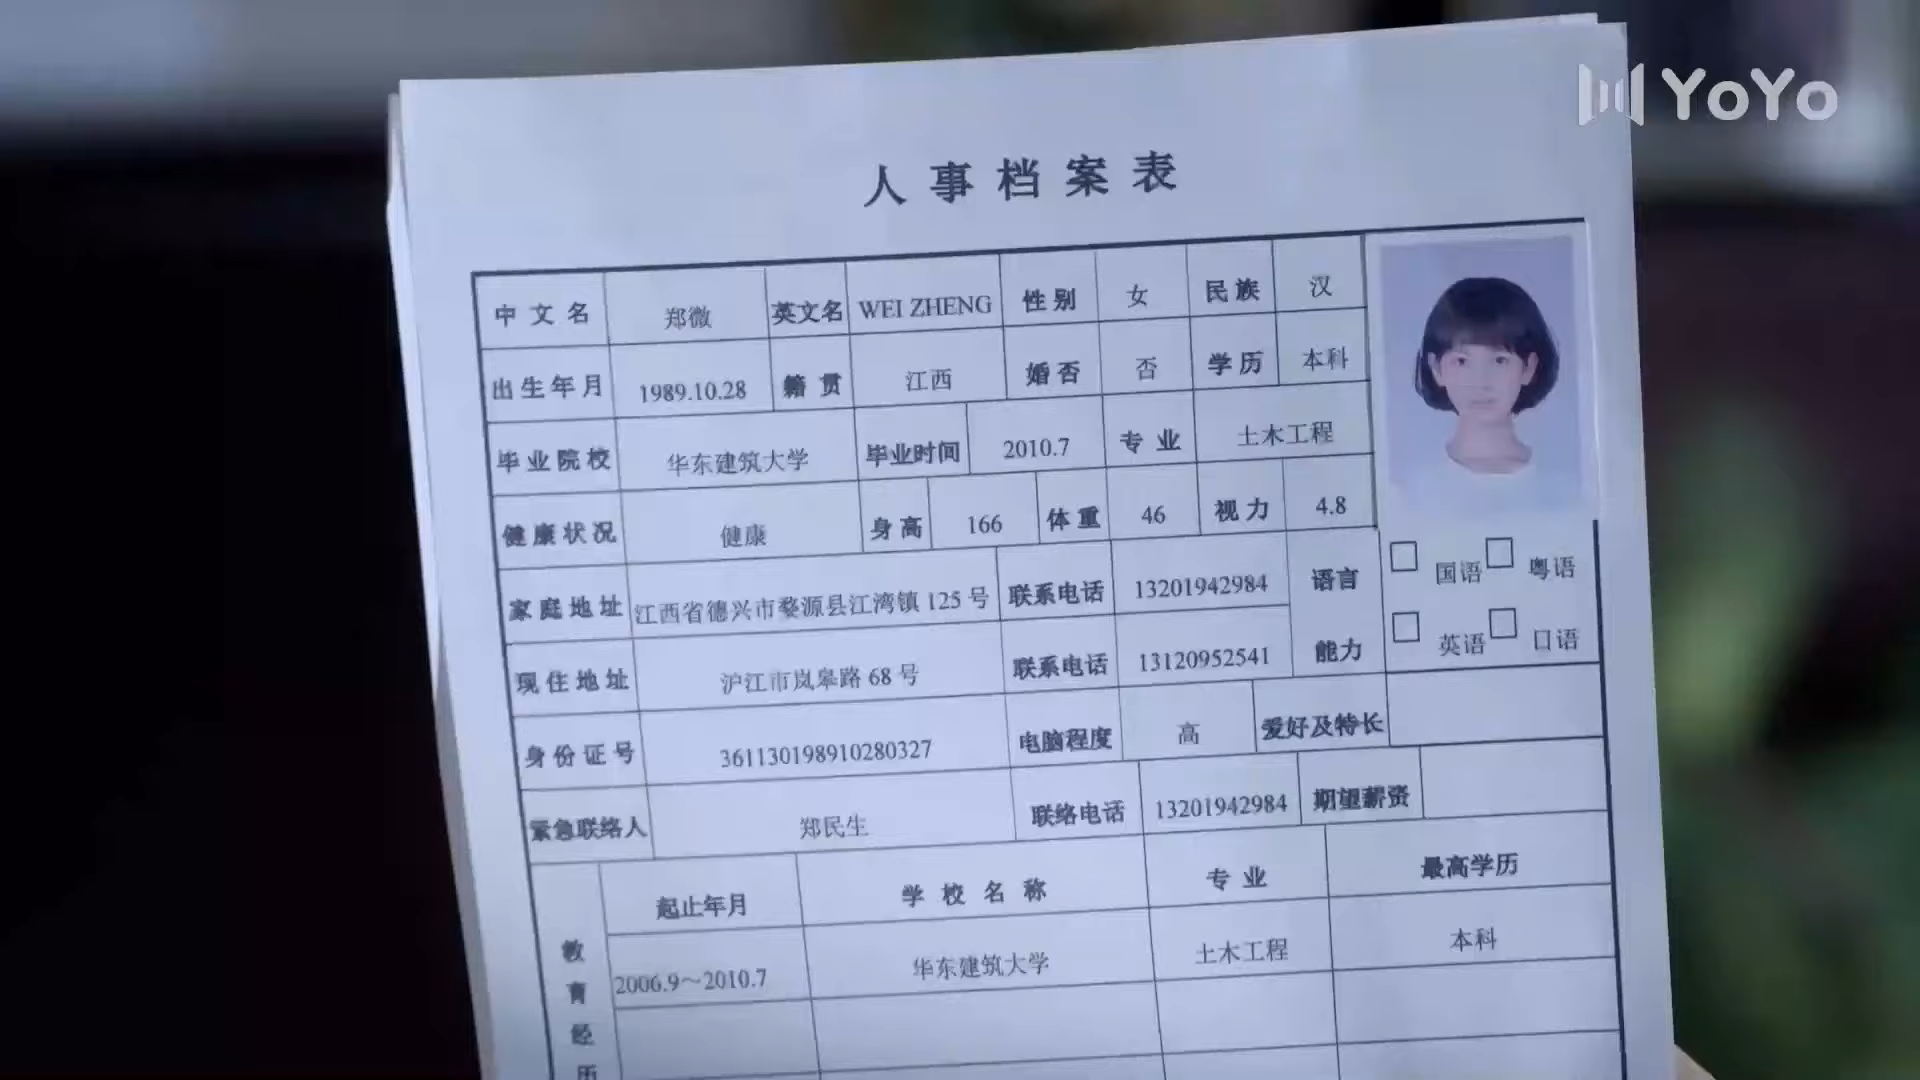 YoYo
人事档案表
中文名 郑微 英文名 WEI ZHENG 性别 女 民族 汉
出生年月 1989.10.28 籍贯 江西 婚否 否 学历 本科
毕业院校 华东建筑大学 毕业时间 2010.7 专业 土木工程
健康状况 健康 身高 166 体重 46 视力 4.8
家庭地址 江西省德兴市婺源县江湾镇 125 号 联系电话 13201942984 语言 □ 国语 □ 粤语
现住地址 沪江市岚皋路 68 号 联系电话 13120952541 能力 □ 英语 □ 日语
身份证号 361130198910280327 电脑程度 高 爱好及特长
紧急联络人 郑民生 联络电话 13201942984 期望薪资
教育经历 起止年月 学校名称 专业 最高学历
2006.9～2010.7 华东建筑大学 土木工程 本科